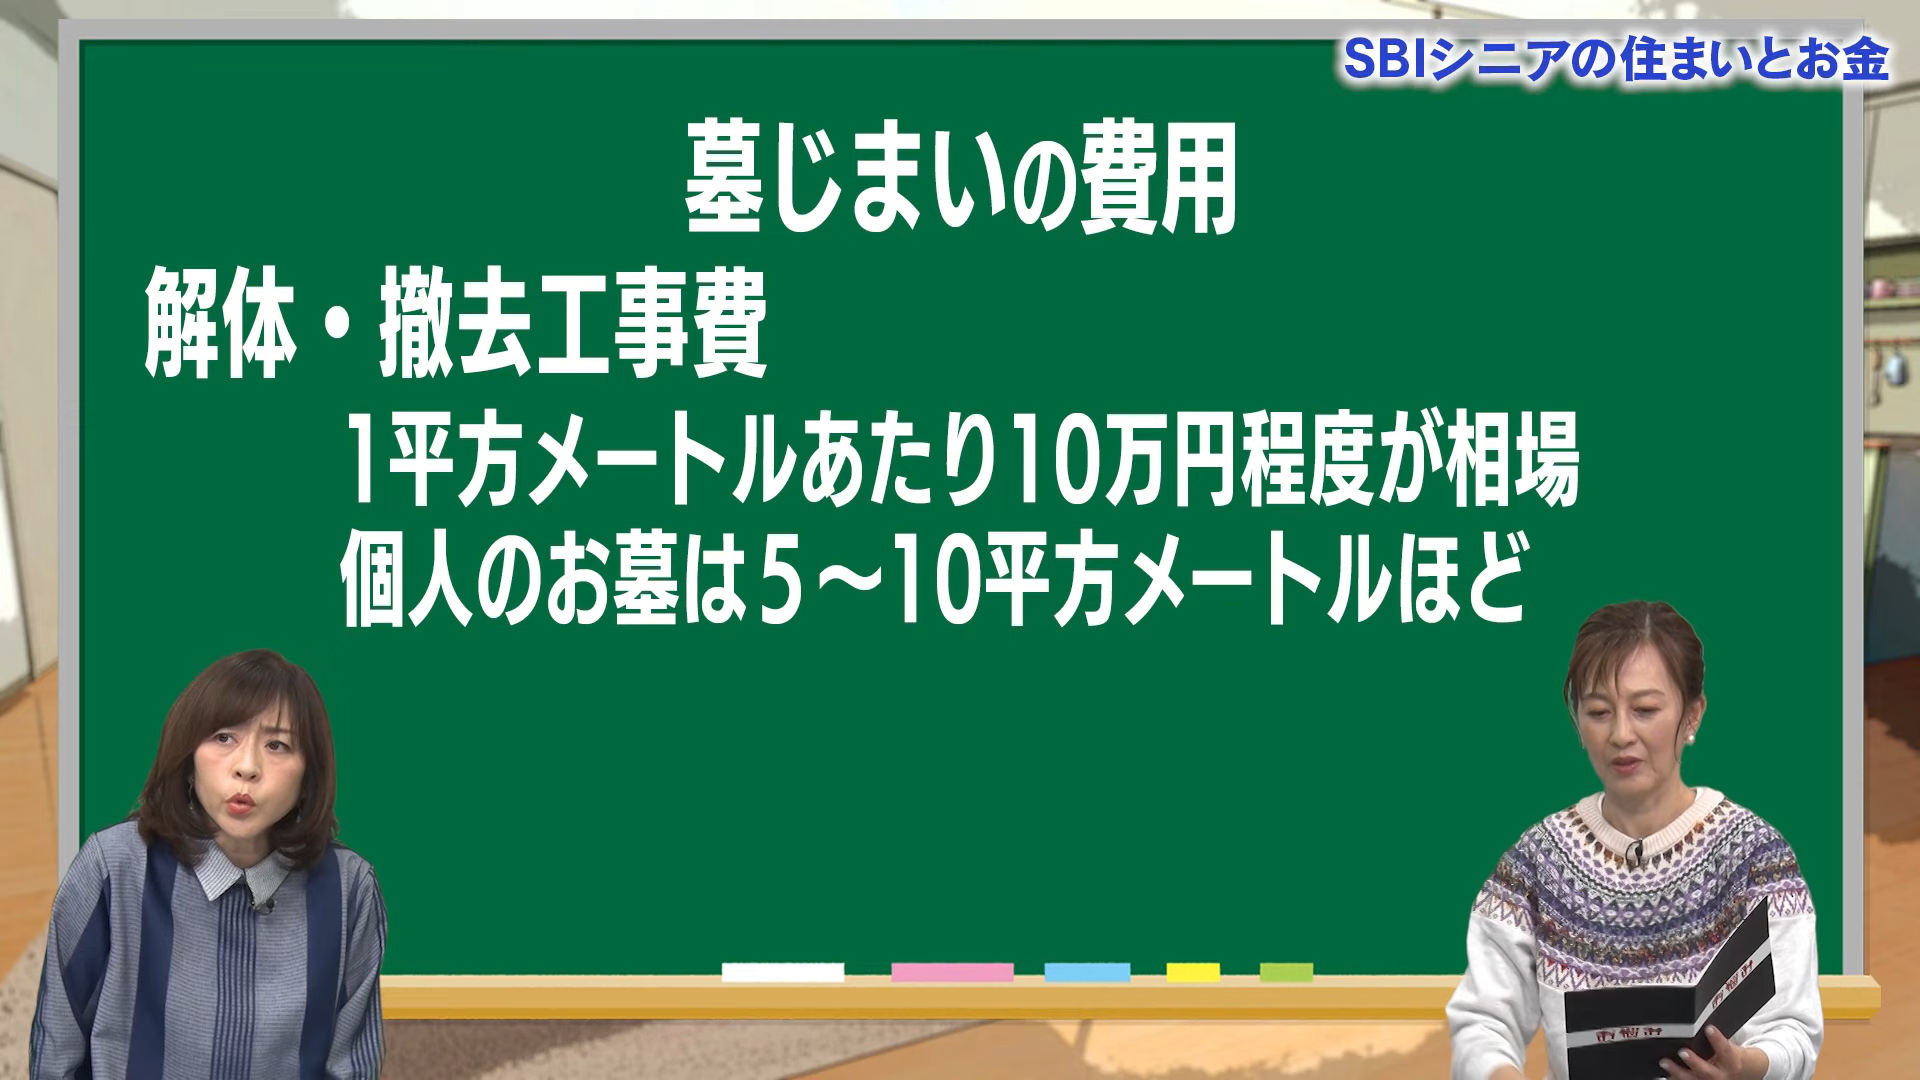 SBIシニアの住まいとお金
墓じまいの費用
解体・撤去工事費
1平方メートルあたり10万円程度が相場
個人のお墓は5～10平方メートルほど